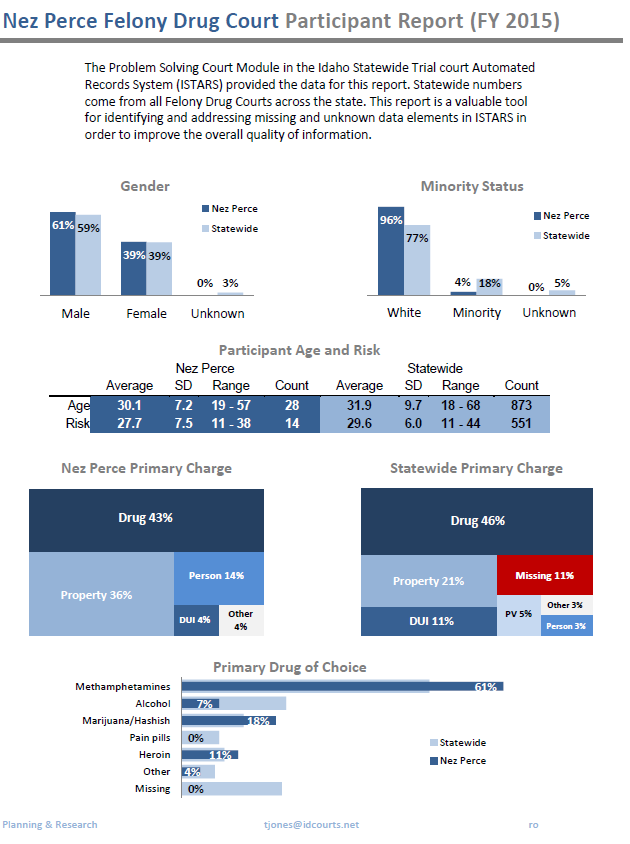 Nez Perce Felony Drug Court Participant Report (FY 2015)
The Problem Solving Court Module in the Idaho Statewide Trial court Automated
Records System (ISTARS) provided the data for this report. Statewide numbers
come from all Felony Drug Courts across the state. This report is a valuable tool
for identifying and addressing missing and unknown data elements in ISTARS in
order to improve the overall quality of information.
Gender
Nez Perce
Statewide
61% 59%
39% 39%
0% 3%
Male Female Unknown
Minority Status
Nez Perce
Statewide
96% 77%
4% 18%
0% 5%
White Minority Unknown
Participant Age and Risk
Nez Perce Statewide
Average SD Range Count Average SD Range Count
Age 30.1 7.2 19 - 57 28 31.9 9.7 18 - 68 873
Risk 27.7 7.5 11 - 38 14 29.6 6.0 11 - 44 551
Nez Perce Primary Charge
Drug 43%
Property 36%
Person 14%
DUI 4%
Other
4%
Statewide Primary Charge
Drug 46%
Property 21%
Missing 11%
DUI 11%
PV 5%
Other 3%
Person 3%
Primary Drug of Choice
Methamphetamines 61%
Alcohol 7%
Marijuana/Hashish 18%
Pain pills 0%
Heroin 11%
Other 4%
Missing 0%
Statewide
Nez Perce
Planning & Research tjones@idcourts.net ro